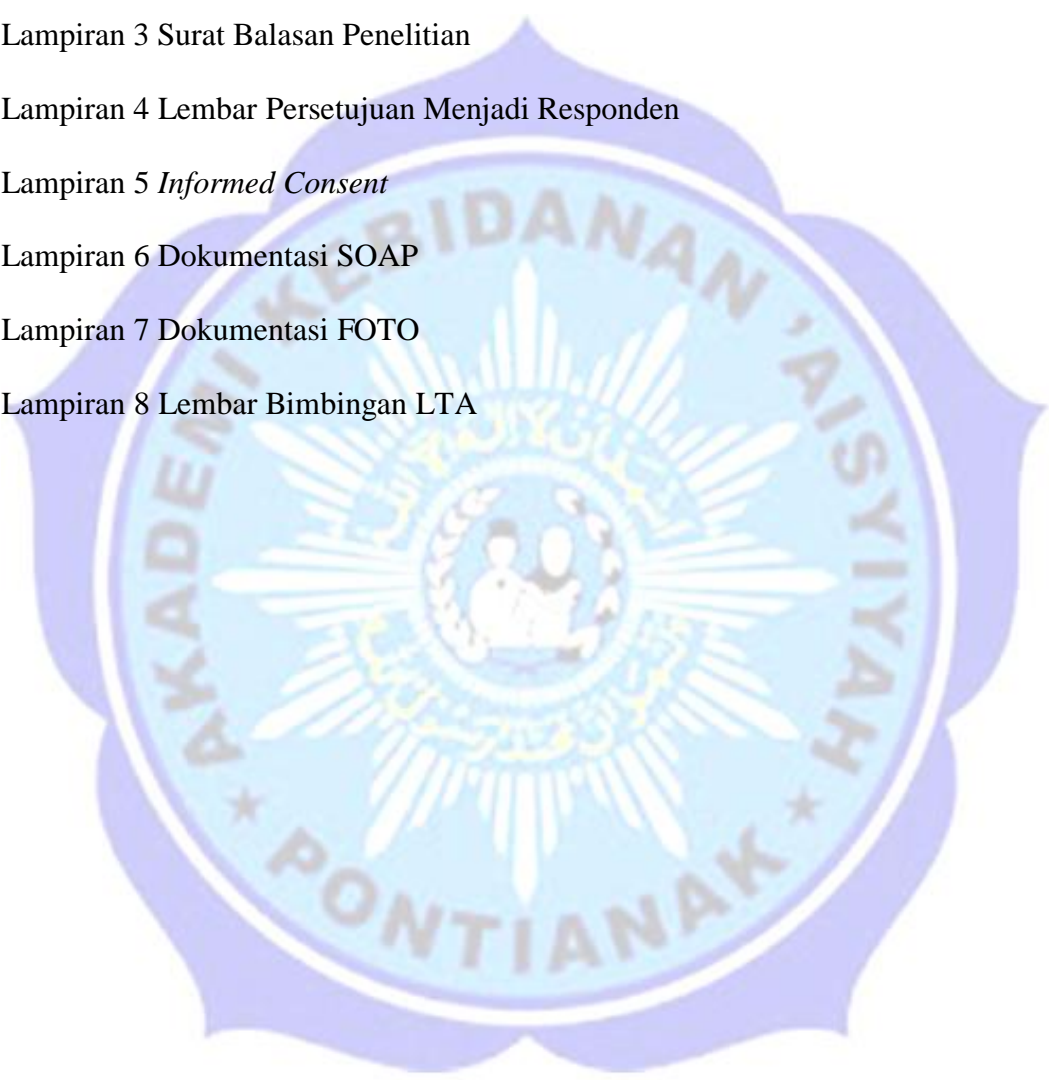 Lampiran 3 Surat Balasan Penelitian
Lampiran 4 Lembar Persetujuan Menjadi Responden
Lampiran 5 Informed Consent
Lampiran 6 Dokumentasi SOAP
Lampiran 7 Dokumentasi FOTO
Lampiran 8 Lembar Bimbingan LTA
AKADEMI KEBIDANAN 'AISYIYAH
PONTIANAK